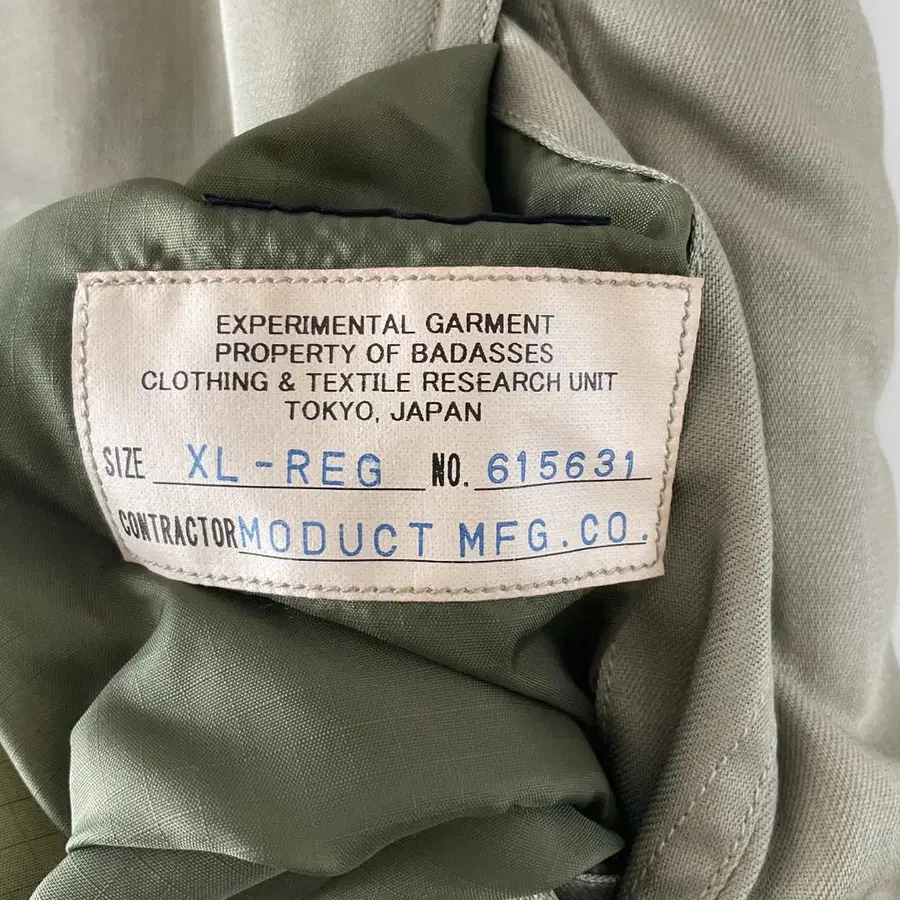 EXPERIMENTAL GARMENT
PROPERTY OF BADASSES
CLOTHING & TEXTILE RESEARCH UNIT
TOKYO, JAPAN
SIZE XL-REG NO. 615631
CONTRACTOR MODUCT MFG.CO.